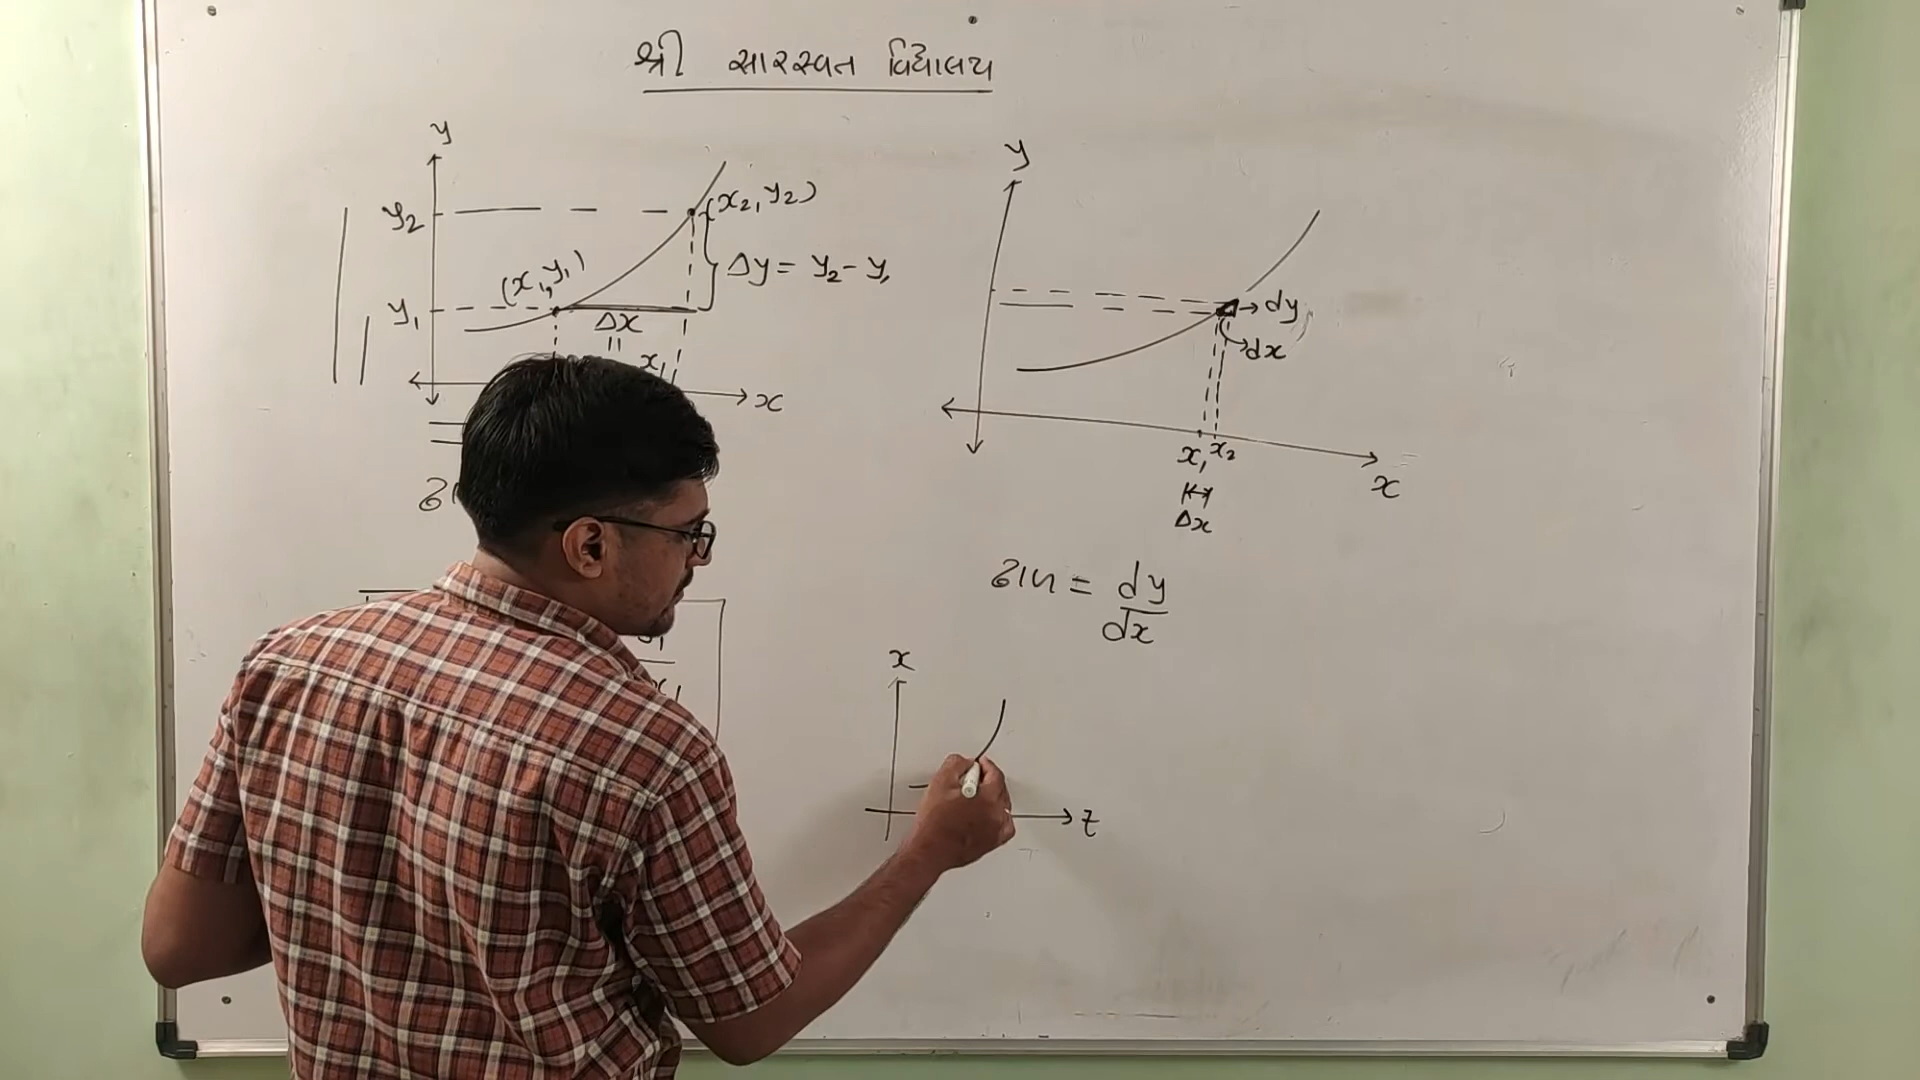 શ્રી સારસ્વત વિદ્યાલય
y
y₂
(x₂, y₂)
(x₁, y₁)
Δy = y₂ - y₁
y₁
Δx
||
x₁
x
y
dy
dx
x₁ x₂
Δx
x
ઢાળ = dy
dx
x
z